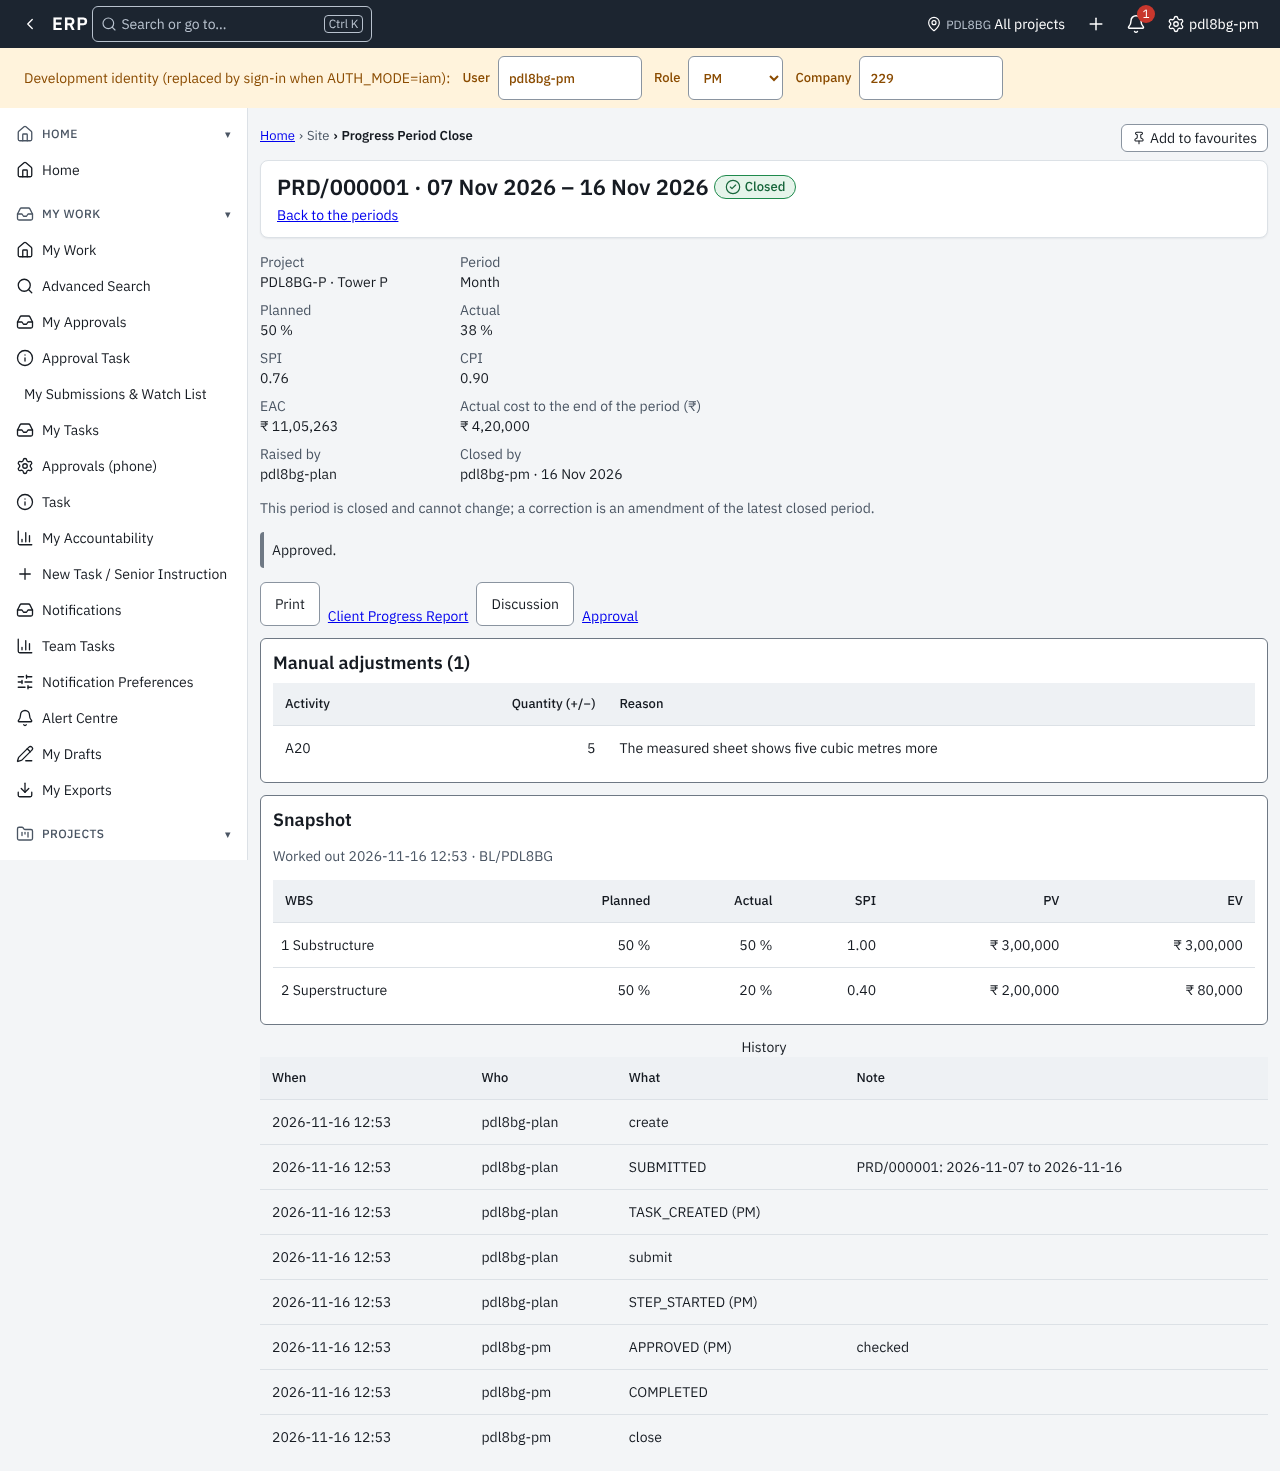 ERP
Search or go to...
Ctrl K
PDL8BG All projects
1
pdl8bg-pm
Development identity (replaced by sign-in when AUTH_MODE=iam): User pdl8bg-pm Role PM Company 229
HOME
Home
MY WORK
My Work
Advanced Search
My Approvals
Approval Task
My Submissions & Watch List
My Tasks
Approvals (phone)
Task
My Accountability
New Task / Senior Instruction
Notifications
Team Tasks
Notification Preferences
Alert Centre
My Drafts
My Exports
PROJECTS
Home › Site › Progress Period Close
Add to favourites
PRD/000001 · 07 Nov 2026 – 16 Nov 2026 Closed
Back to the periods
Project Period
PDL8BG-P · Tower P Month
Planned Actual
50 % 38 %
SPI CPI
0.76 0.90
EAC Actual cost to the end of the period (₹)
₹ 11,05,263 ₹ 4,20,000
Raised by Closed by
pdl8bg-plan pdl8bg-pm · 16 Nov 2026
This period is closed and cannot change; a correction is an amendment of the latest closed period.
Approved.
Print Client Progress Report Discussion Approval
Manual adjustments (1)
Activity Quantity (+/−) Reason
A20 5 The measured sheet shows five cubic metres more
Snapshot
Worked out 2026-11-16 12:53 · BL/PDL8BG
WBS Planned Actual SPI PV EV
1 Substructure 50 % 50 % 1.00 ₹ 3,00,000 ₹ 3,00,000
2 Superstructure 50 % 20 % 0.40 ₹ 2,00,000 ₹ 80,000
History
When Who What Note
2026-11-16 12:53 pdl8bg-plan create
2026-11-16 12:53 pdl8bg-plan SUBMITTED PRD/000001: 2026-11-07 to 2026-11-16
2026-11-16 12:53 pdl8bg-plan TASK_CREATED (PM)
2026-11-16 12:53 pdl8bg-plan submit
2026-11-16 12:53 pdl8bg-plan STEP_STARTED (PM)
2026-11-16 12:53 pdl8bg-pm APPROVED (PM) checked
2026-11-16 12:53 pdl8bg-pm COMPLETED
2026-11-16 12:53 pdl8bg-pm close